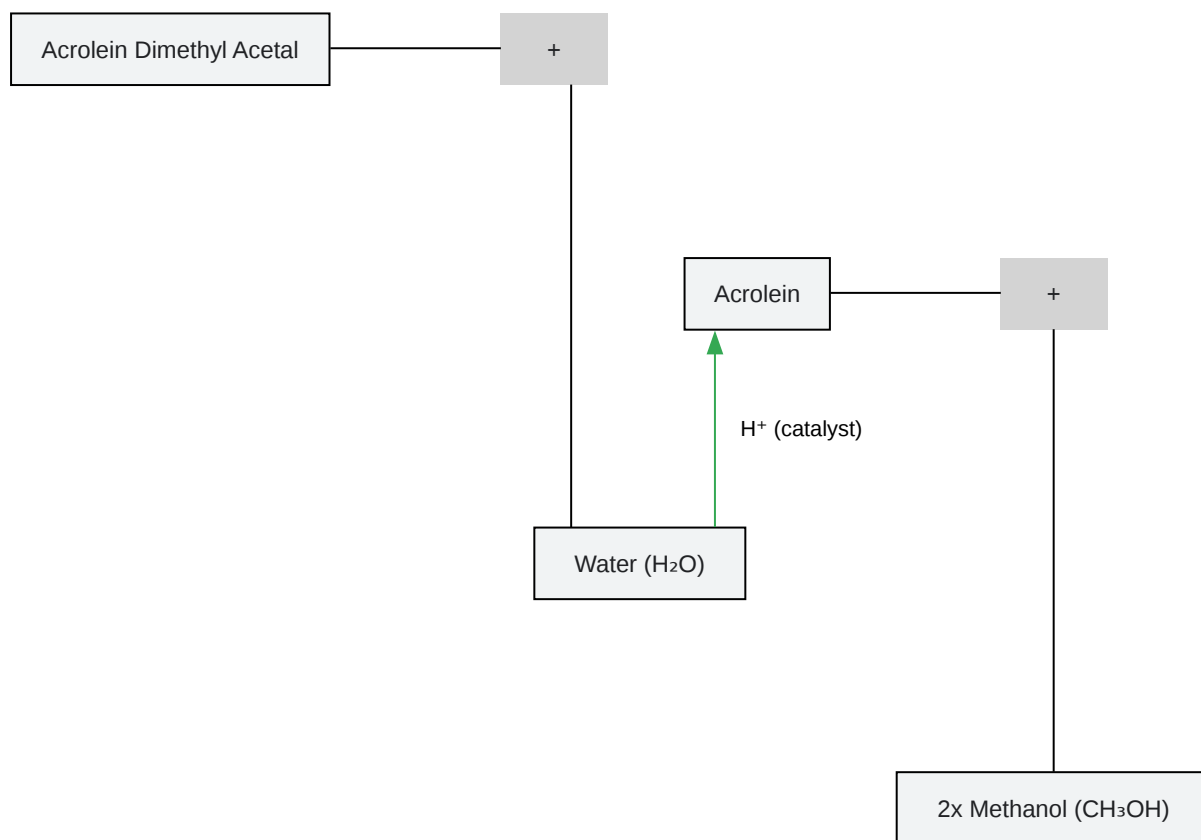 Acrolein Dimethyl Acetal
+
Acrolein
+
H⁺ (catalyst)
Water (H₂O)
2x Methanol (CH₃OH)